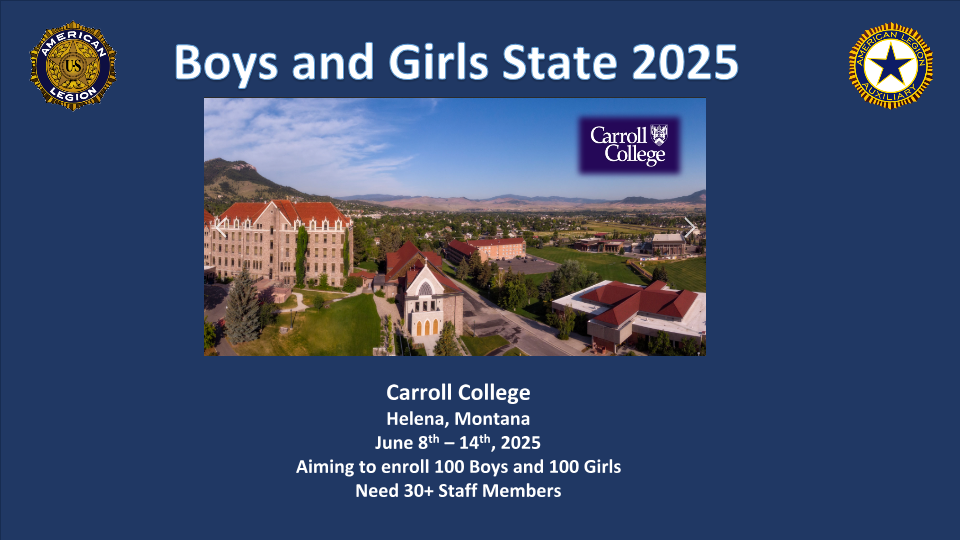 AMERICAN
US
LEGION
Boys and Girls State 2025
AMERICAN LEGION
AUXILIARY
Carroll
College
Carroll College
Helena, Montana
June 8th – 14th, 2025
Aiming to enroll 100 Boys and 100 Girls
Need 30+ Staff Members